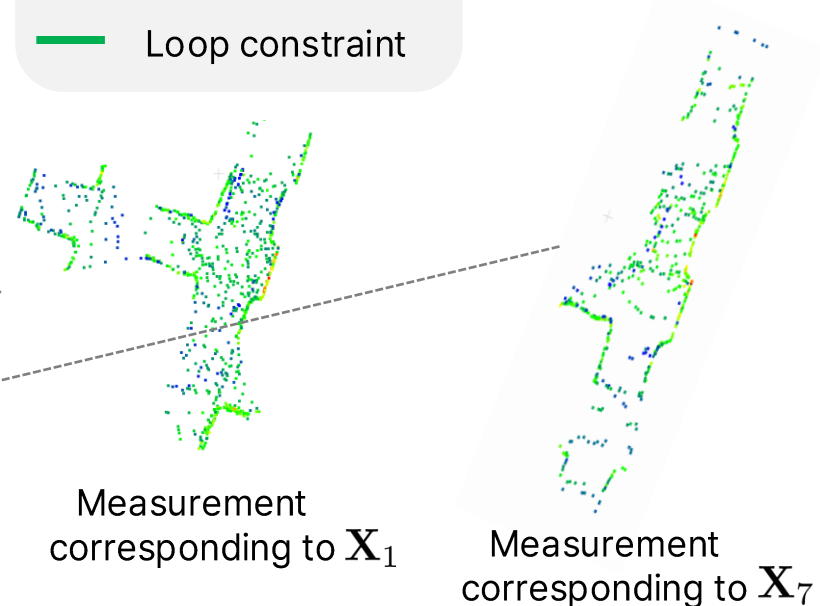 Loop constraint
Measurement
corresponding to X₁
Measurement
corresponding to X₇